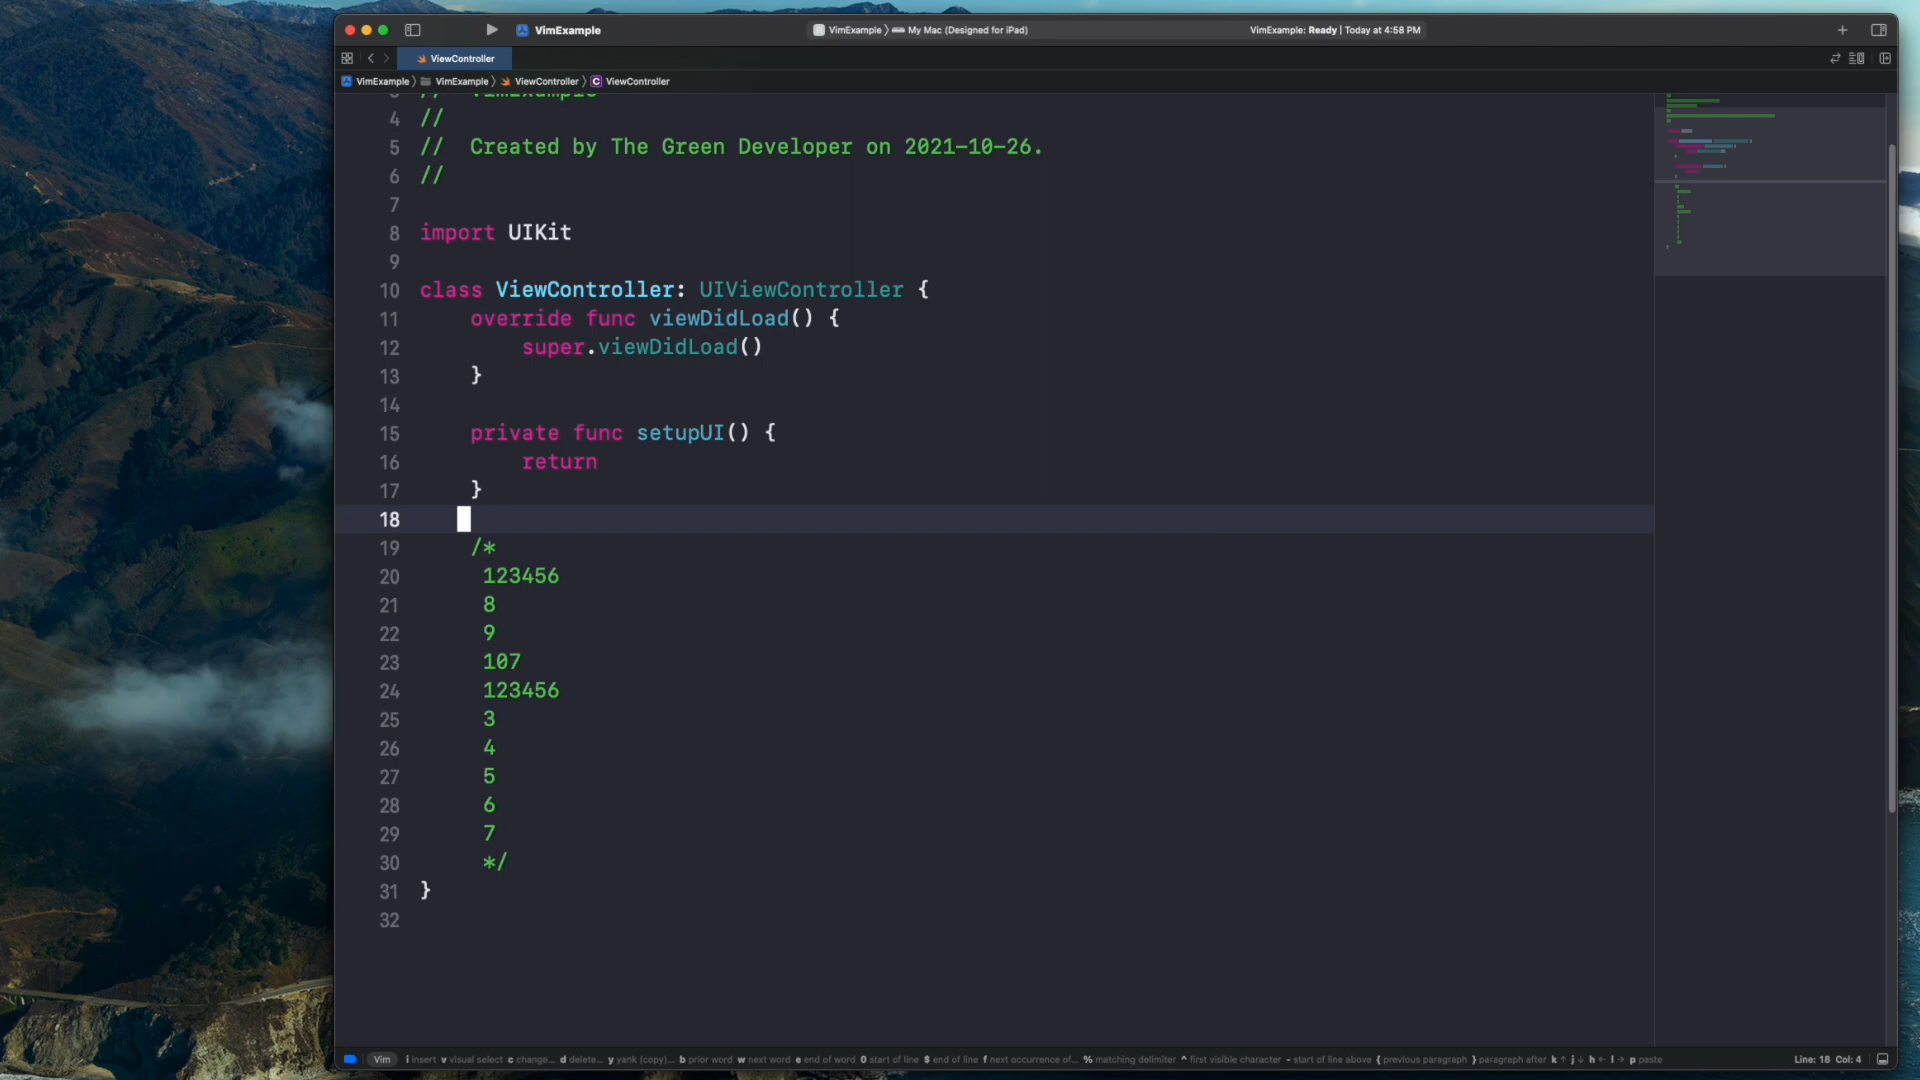 VimExample
VimExample 〉 My Mac (Designed for iPad)
VimExample: Ready | Today at 4:58 PM
ViewController
VimExample 〉 VimExample 〉 ViewController 〉 C ViewController
3 // VimExample
4 //
5 // Created by The Green Developer on 2021-10-26.
6 //
7
8 import UIKit
9
10 class ViewController: UIViewController {
11 override func viewDidLoad() {
12 super.viewDidLoad()
13 }
14
15 private func setupUI() {
16 return
17 }
18
19 /*
20 123456
21 8
22 9
23 107
24 123456
25 3
26 4
27 5
28 6
29 7
30 */
31 }
32
Vim i insert v visual select c change... d delete... y yank (copy)... b prior word w next word e end of word 0 start of line $ end of line f next occurrence of... % matching delimiter ^ first visible character - start of line above { previous paragraph } paragraph after k ↑ j ↓ h ← l → p paste Line: 18 Col: 4